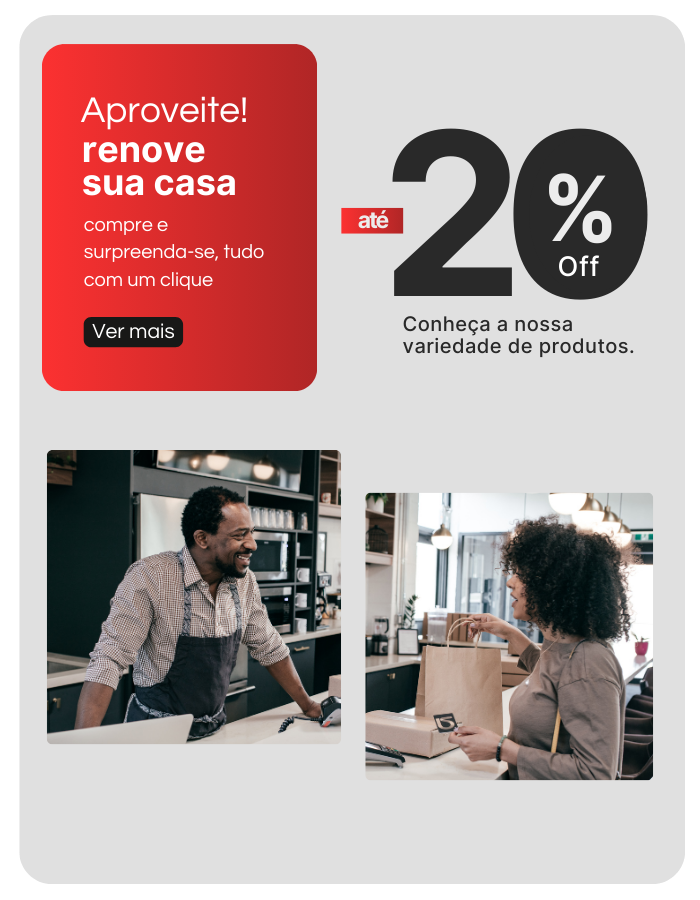 Aproveite!
renove
sua casa
compre e
surpreenda-se, tudo
com um clique
Ver mais
até
20
%
Off
Conheça a nossa
variedade de produtos.